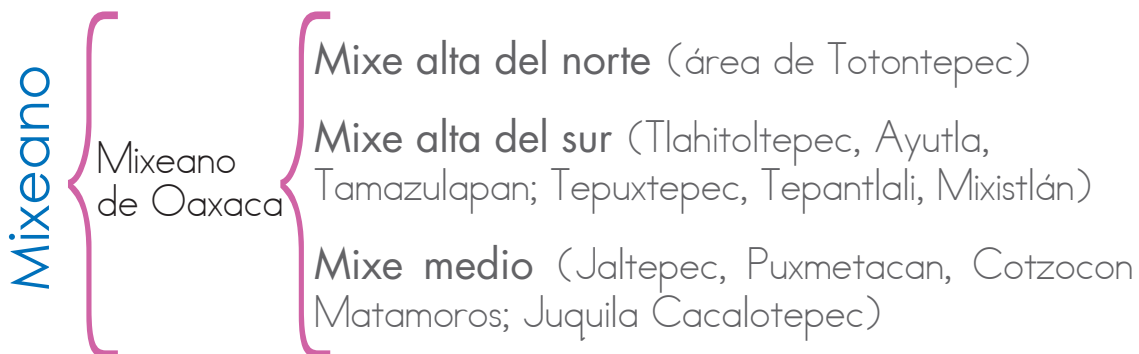 Mixeano
Mixeano
de Oaxaca
Mixe alta del norte (área de Totontepec)
Mixe alta del sur (Tlahitoltepec, Ayutla,
Tamazulapan; Tepuxtepec, Tepantlali, Mixistlán)
Mixe medio (Jaltepec, Puxmetacan, Cotzocon
Matamoros; Juquila Cacalotepec)